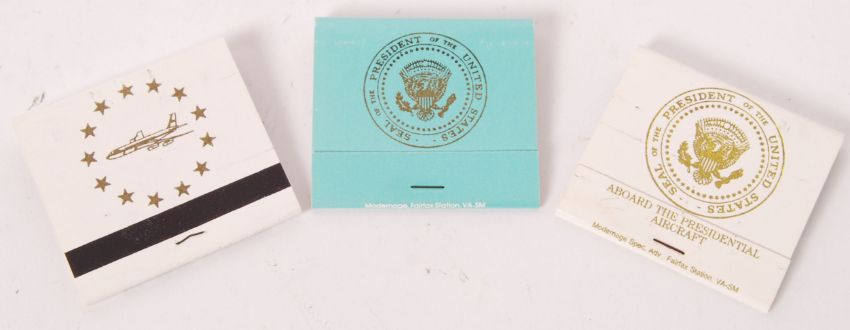 SEAL OF THE PRESIDENT OF THE UNITED STATES
Modernage, Fairfax Station, VA-SM
SEAL OF THE PRESIDENT OF THE UNITED STATES
ABOARD THE PRESIDENTIAL
AIRCRAFT
Modernage Spec. Adv., Fairfax Station, VA-SM